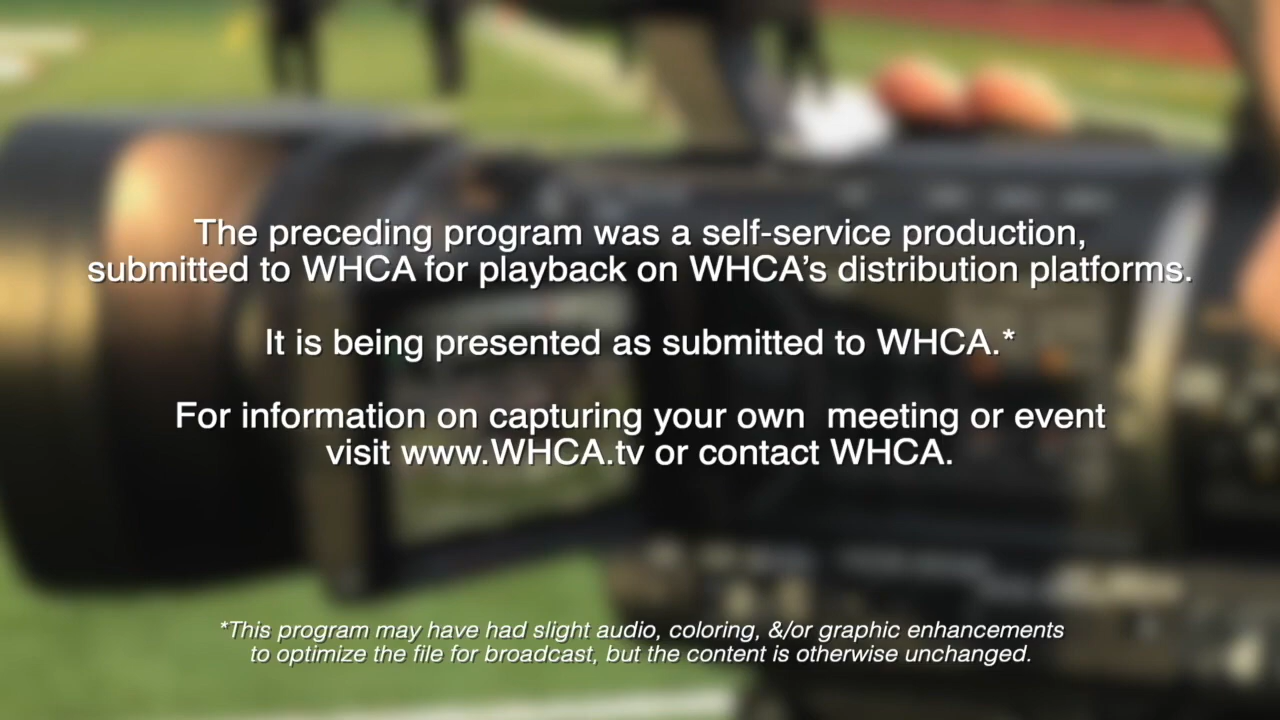 The preceding program was a self-service production,
submitted to WHCA for playback on WHCA’s distribution platforms.
It is being presented as submitted to WHCA.*
For information on capturing your own  meeting or event
visit www.WHCA.tv or contact WHCA.
*This program may have had slight audio, coloring, &/or graphic enhancements
to optimize the file for broadcast, but the content is otherwise unchanged.